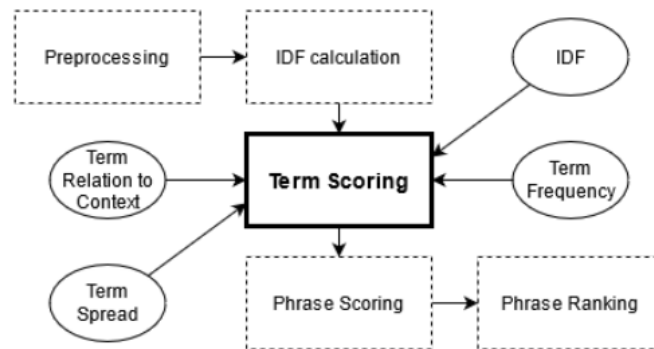 Preprocessing
IDF calculation
IDF
Term
Relation to
Context
Term Scoring
Term
Frequency
Term
Spread
Phrase Scoring
Phrase Ranking